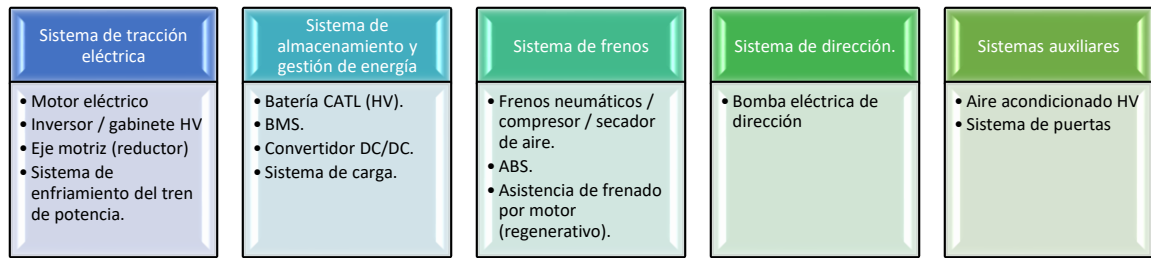 Sistema de tracción
eléctrica
• Motor eléctrico
• Inversor / gabinete HV
• Eje motriz (reductor)
• Sistema de
enfriamiento del tren
de potencia.
Sistema de
almacenamiento y
gestión de energía
• Batería CATL (HV).
• BMS.
• Convertidor DC/DC.
• Sistema de carga.
Sistema de frenos
• Frenos neumáticos /
compresor / secador
de aire.
• ABS.
• Asistencia de frenado
por motor
(regenerativo).
Sistema de dirección.
• Bomba eléctrica de
dirección
Sistemas auxiliares
• Aire acondicionado HV
• Sistema de puertas